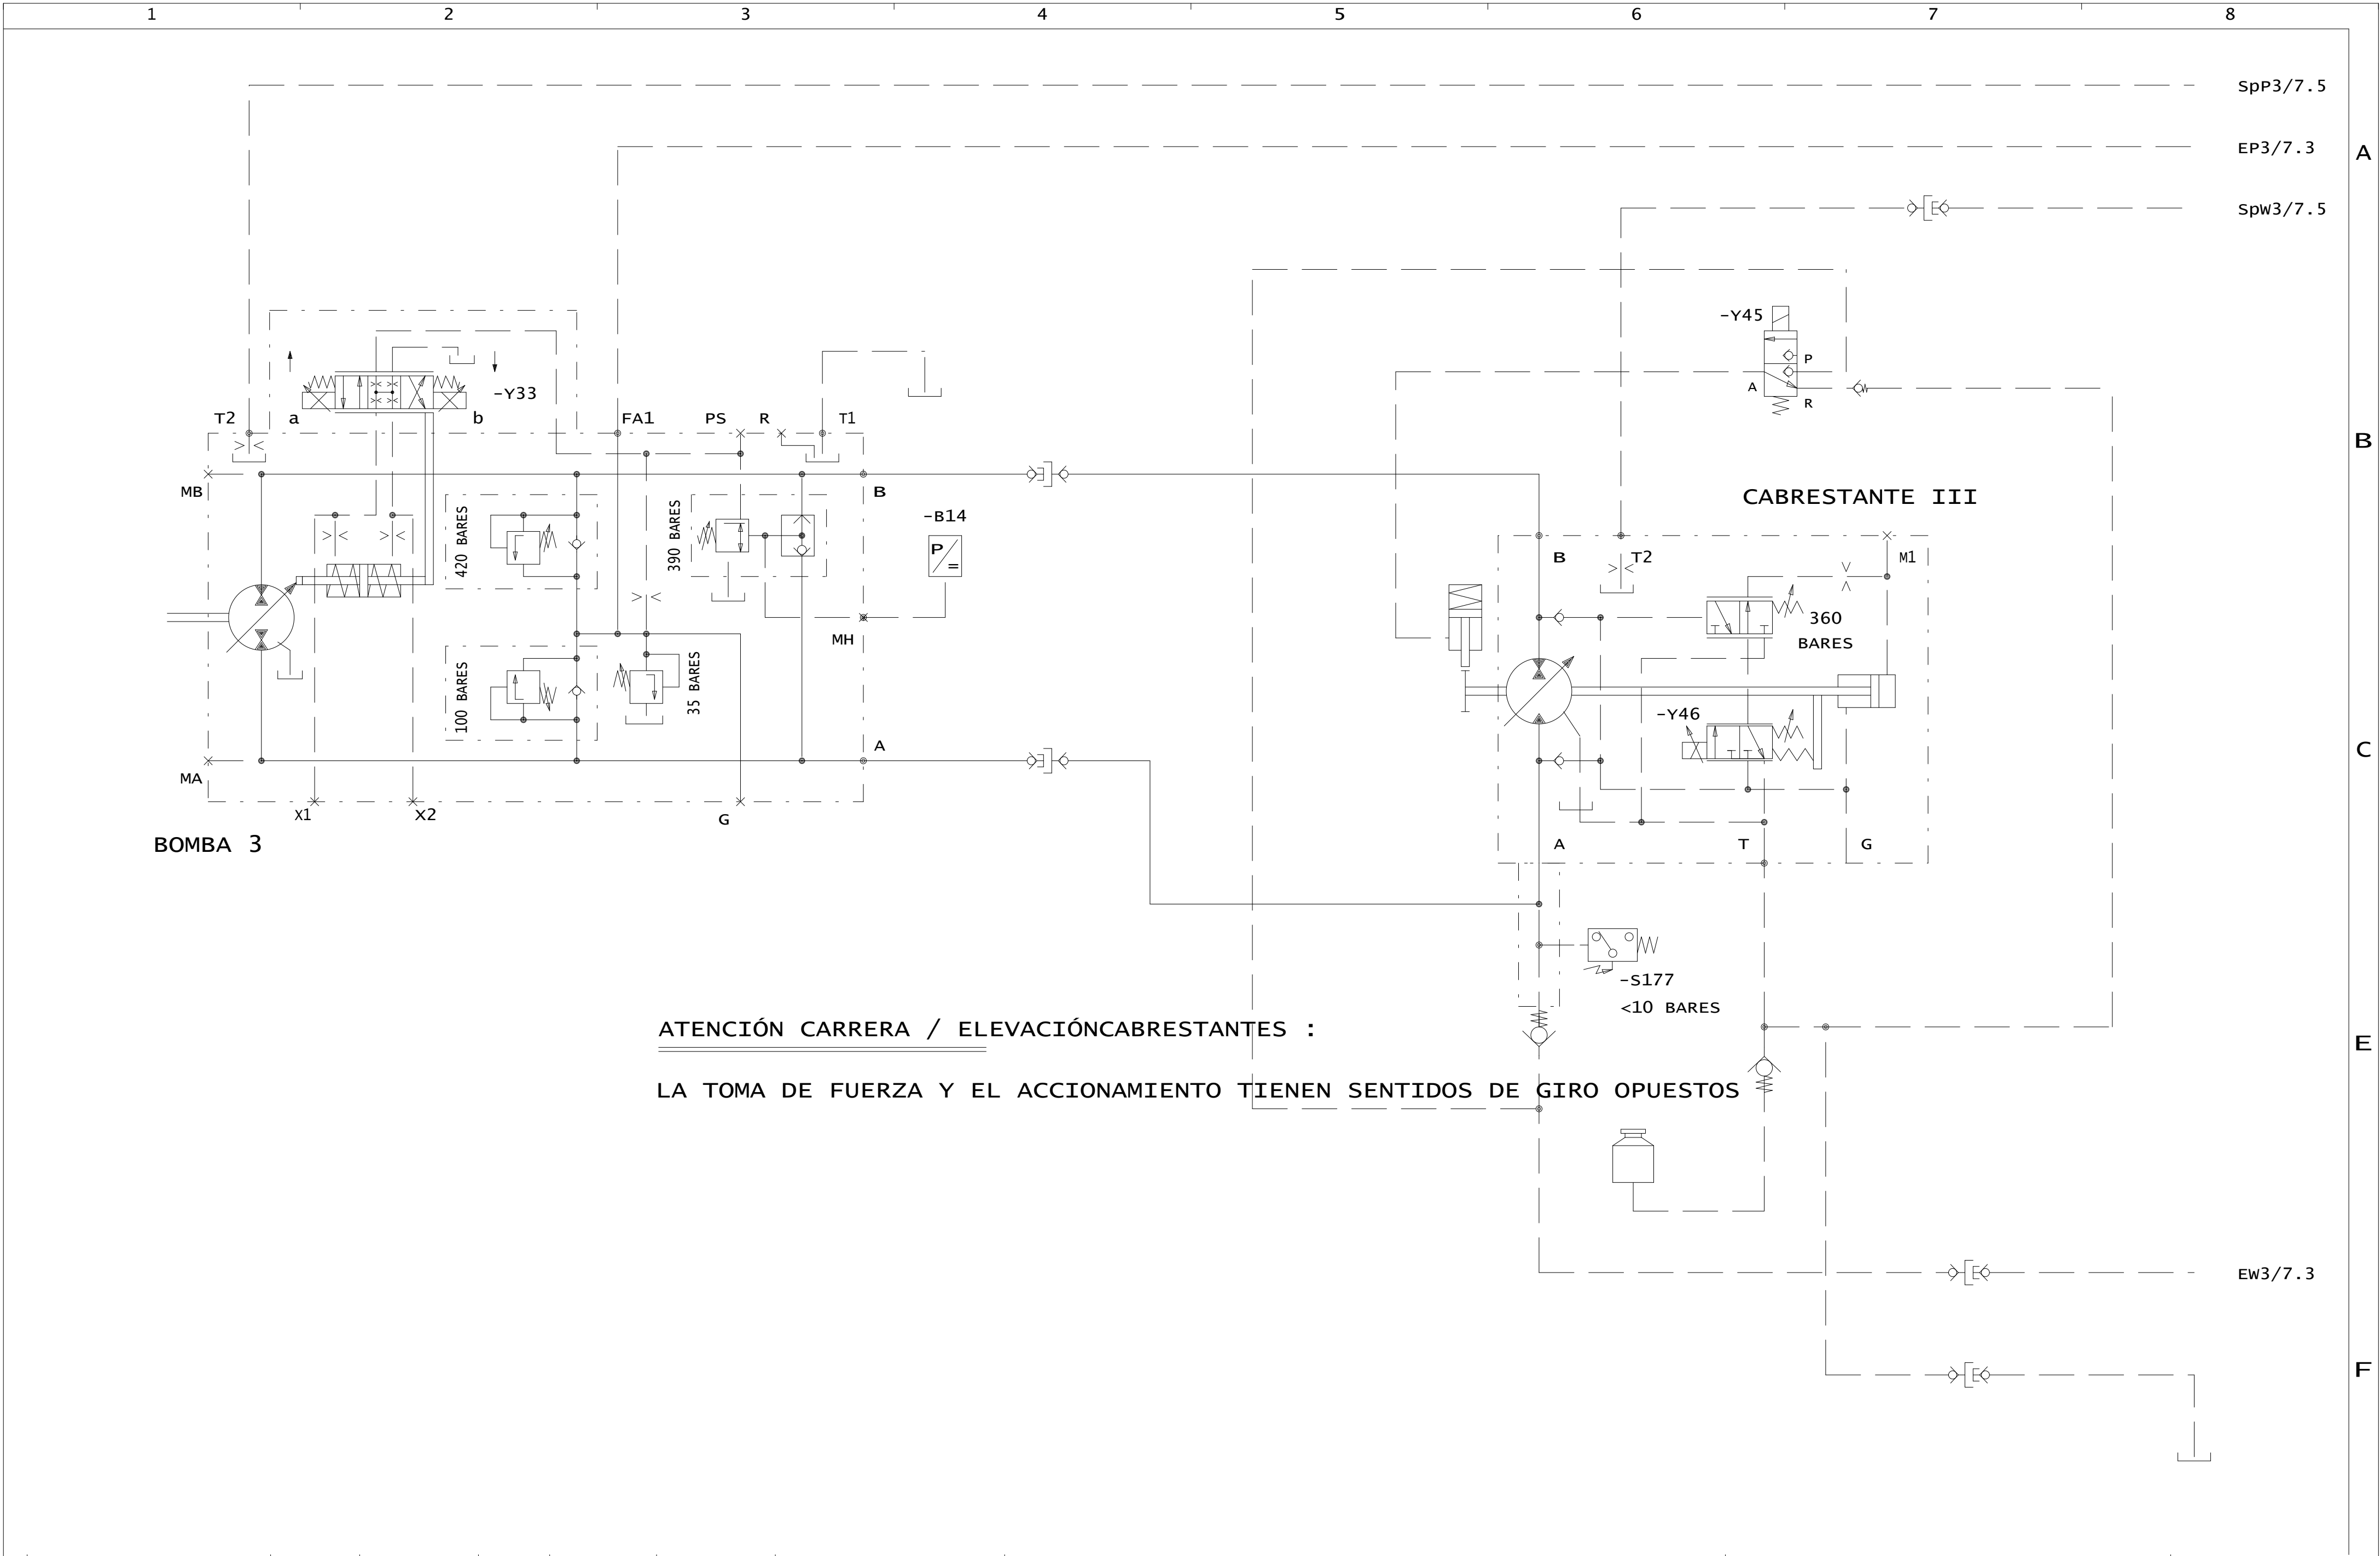 1 2 3 4 5 6 7 8
SpP3/7.5
EP3/7.3
A
SpW3/7.5
-Y45
P
A
R
-Y33
T2 a b FA1 PS R T1
B
MB
B
CABRESTANTE III
420 BARES
390 BARES
-B14
P
=
B T2 M1
360
BARES
MH
100 BARES
35 BARES
-Y46
A
C
MA
X1 X2
G
A T G
BOMBA 3
-S177
<10 BARES
ATENCIÓN CARRERA / ELEVACIÓNCABRESTANTES :
E
LA TOMA DE FUERZA Y EL ACCIONAMIENTO TIENEN SENTIDOS DE GIRO OPUESTOS
EW3/7.3
F